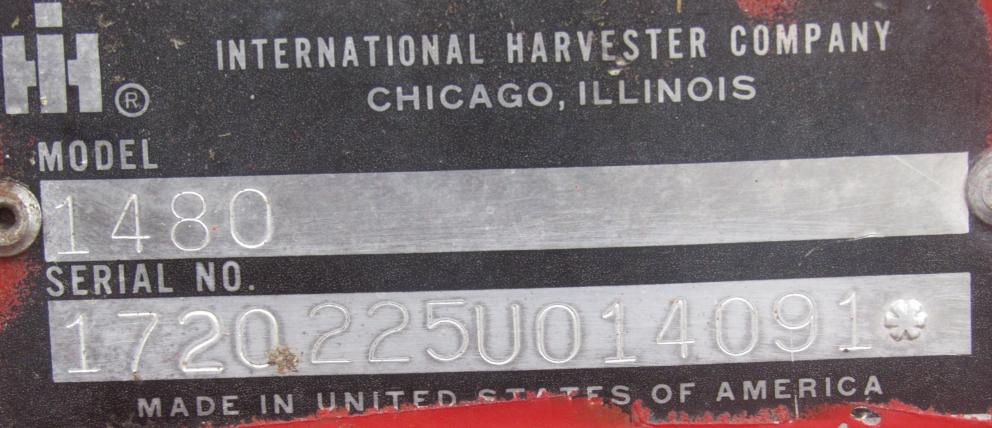 IH ®
INTERNATIONAL HARVESTER COMPANY
CHICAGO, ILLINOIS
MODEL
1480
SERIAL NO.
1720225U014091
MADE IN UNITED STATES OF AMERICA